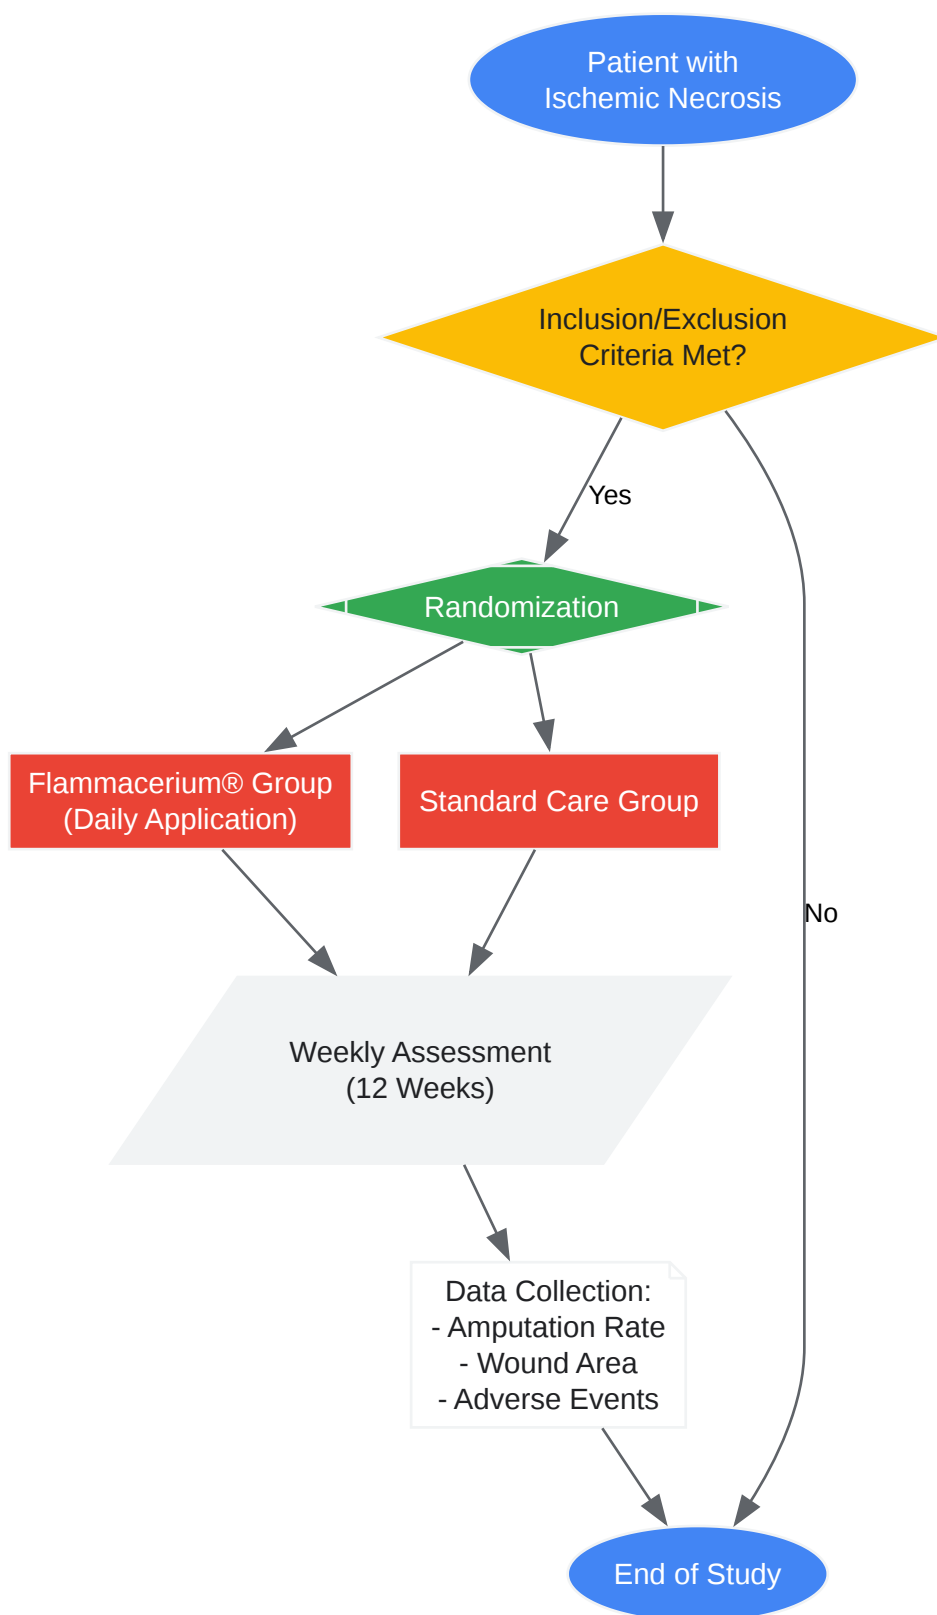 Patient with
Ischemic Necrosis
Inclusion/Exclusion
Criteria Met?
Yes
Randomization
Flammacerium® Group
(Daily Application)
Standard Care Group
No
Weekly Assessment
(12 Weeks)
Data Collection:
- Amputation Rate
- Wound Area
- Adverse Events
End of Study